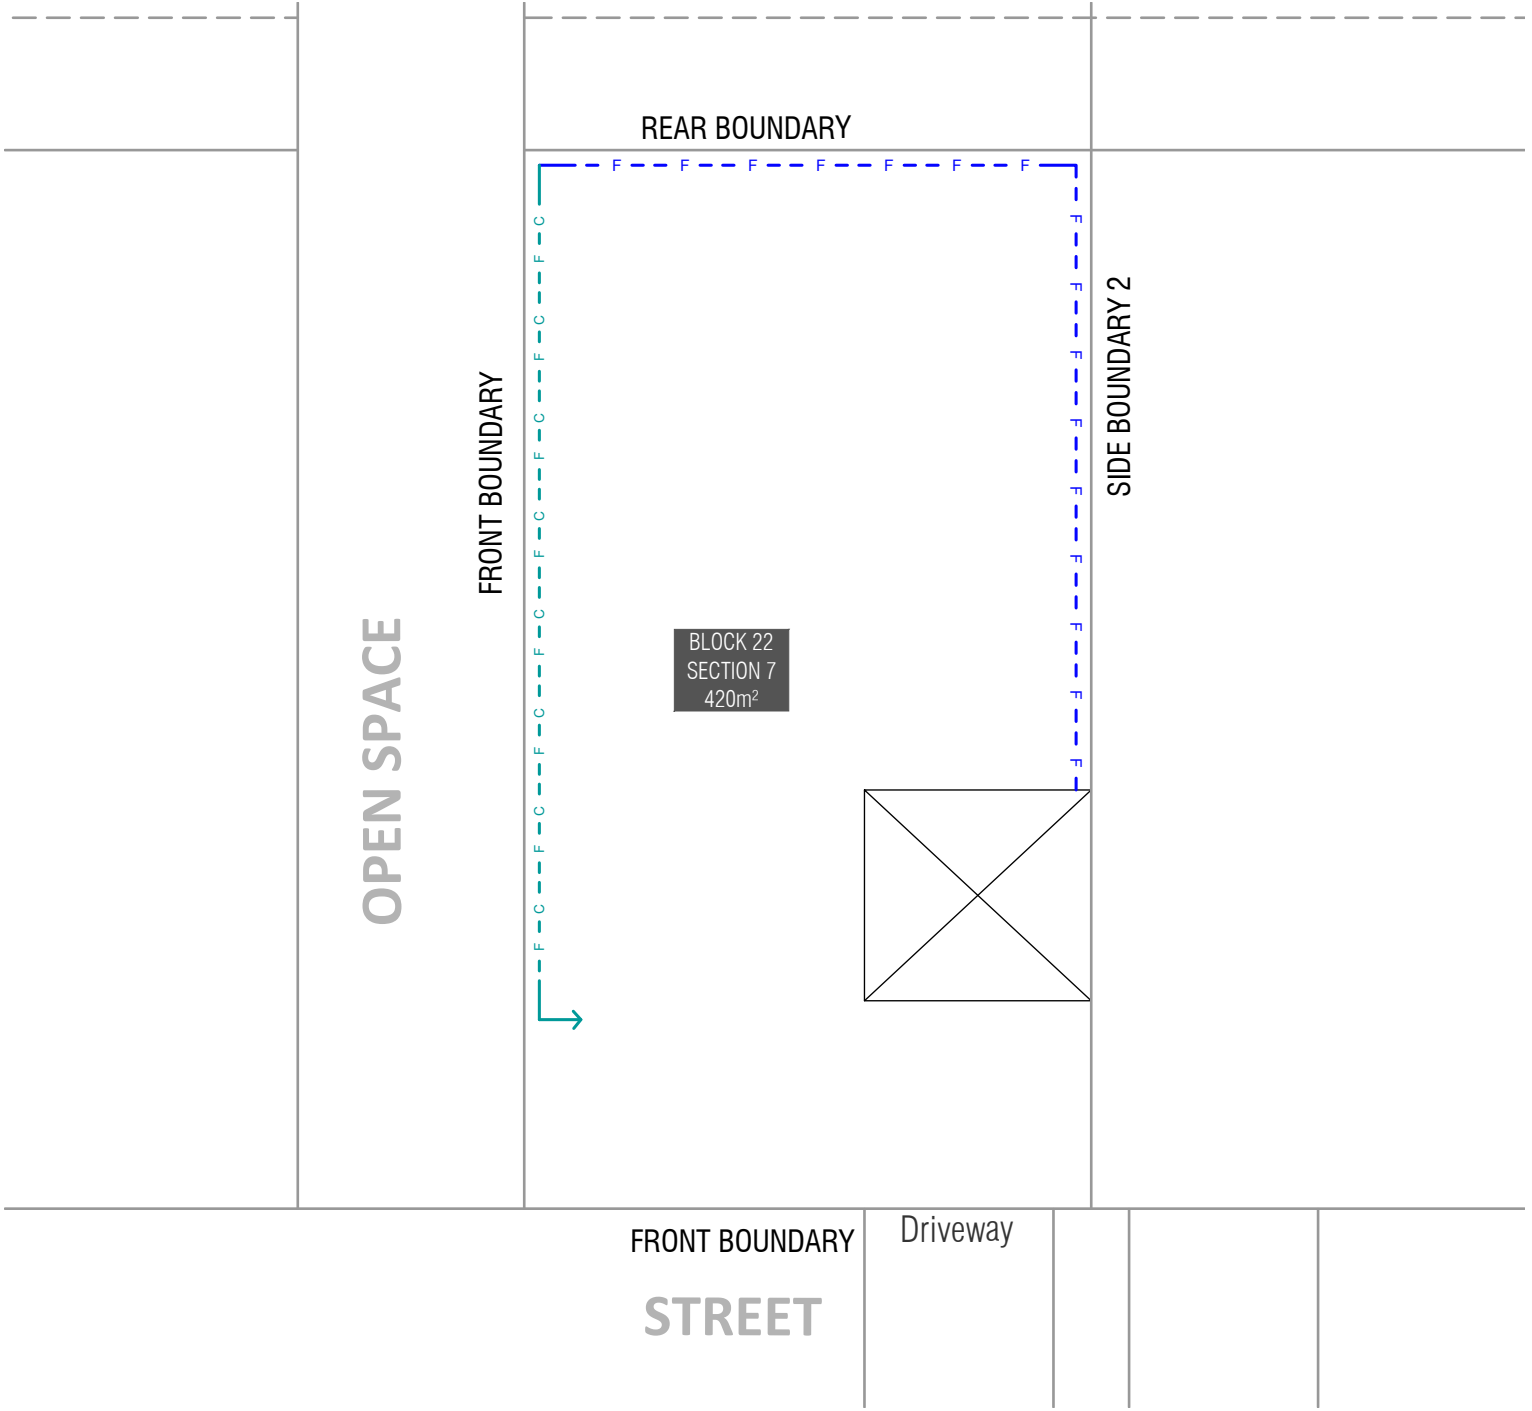 REAR BOUNDARY
F F F F F F F
C F C F C F C F C F C F C F C F
F F F F F F F F F
FRONT BOUNDARY
SIDE BOUNDARY 2
OPEN SPACE
BLOCK 22
SECTION 7
420m²
FRONT BOUNDARY
Driveway
STREET